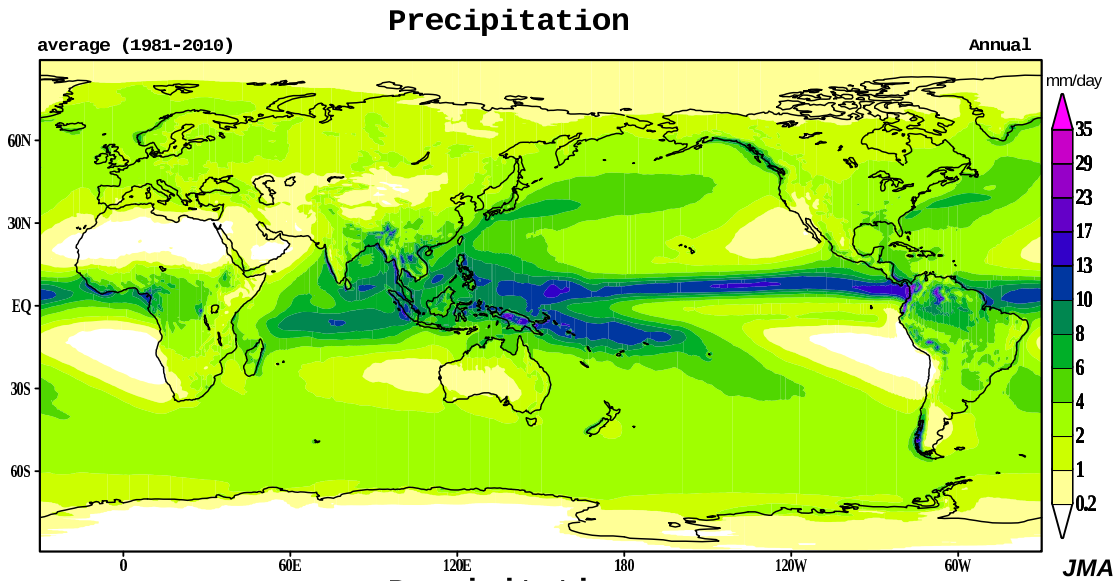 Precipitation
average (1981-2010)
Annual
mm/day
35
29
23
17
13
10
8
6
4
2
1
0.2
60N
30N
EQ
30S
60S
0
60E
120E
180
120W
60W
JMA
Precipitation